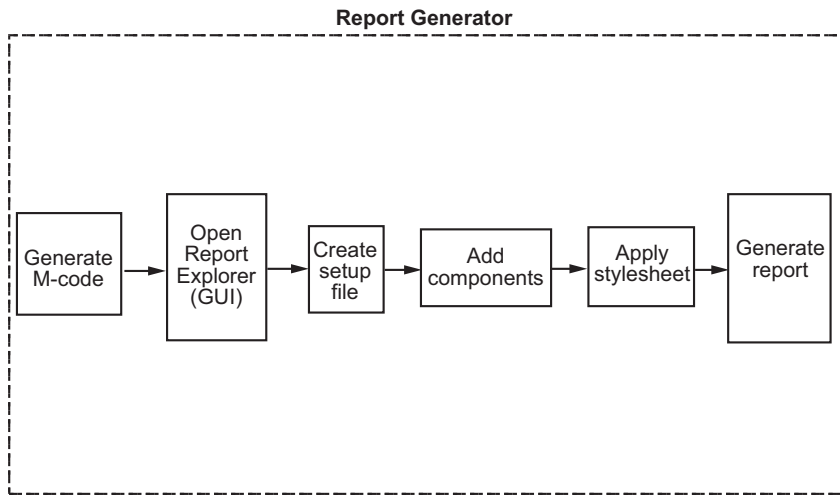 Report Generator
Generate
M-code
Open
Report
Explorer
(GUI)
Create
setup
file
Add
components
Apply
stylesheet
Generate
report